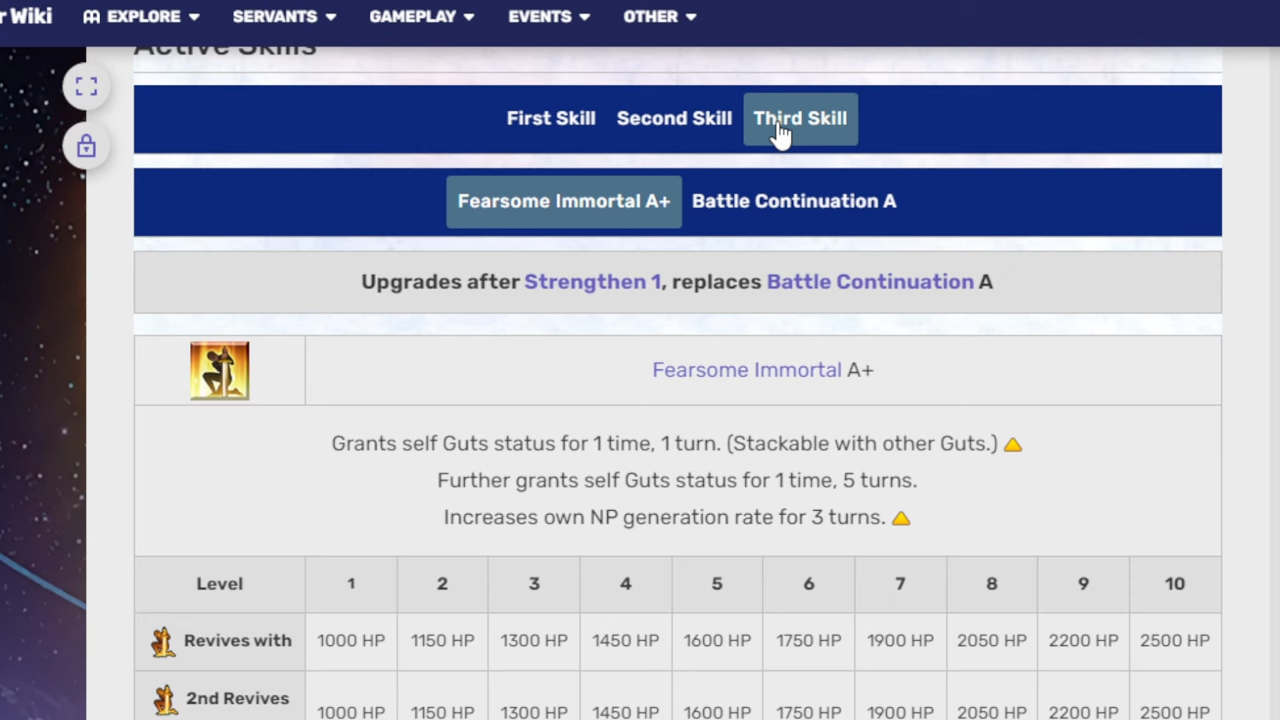 r Wiki EXPLORE SERVANTS GAMEPLAY EVENTS OTHER
Active Skills
First Skill Second Skill Third Skill
Fearsome Immortal A+ Battle Continuation A
Upgrades after Strengthen 1, replaces Battle Continuation A
Fearsome Immortal A+
Grants self Guts status for 1 time, 1 turn. (Stackable with other Guts.)
Further grants self Guts status for 1 time, 5 turns.
Increases own NP generation rate for 3 turns.
Level 1 2 3 4 5 6 7 8 9 10
Revives with 1000 HP 1150 HP 1300 HP 1450 HP 1600 HP 1750 HP 1900 HP 2050 HP 2200 HP 2500 HP
2nd Revives 1000 HP 1150 HP 1300 HP 1450 HP 1600 HP 1750 HP 1900 HP 2050 HP 2200 HP 2500 HP